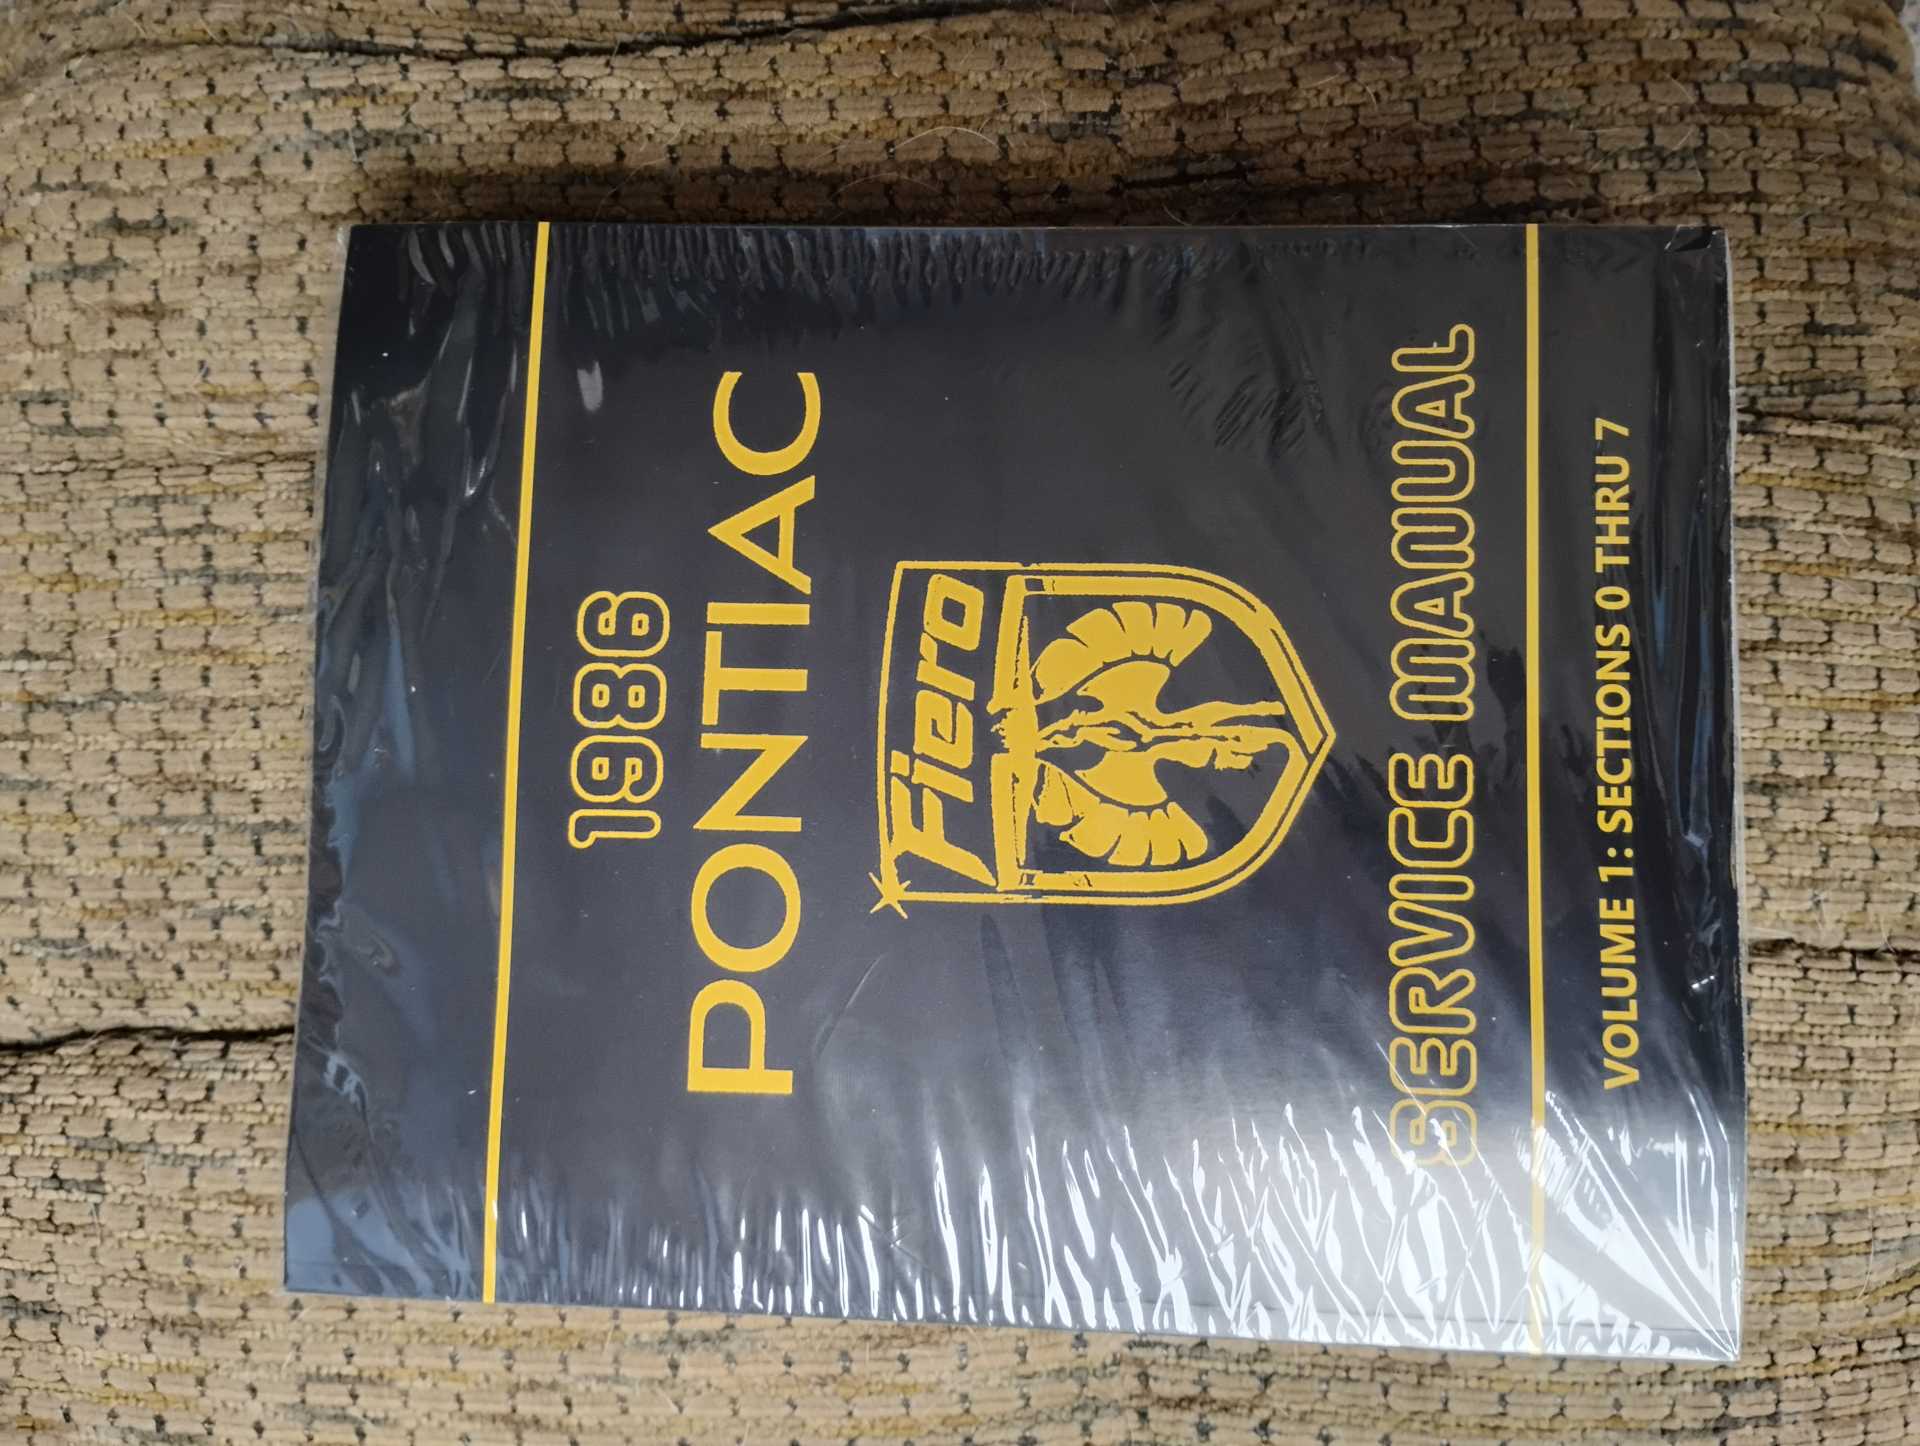 1986
PONTIAC
Fiero
SERVICE MANUAL
VOLUME 1: SECTIONS 0 THRU 7